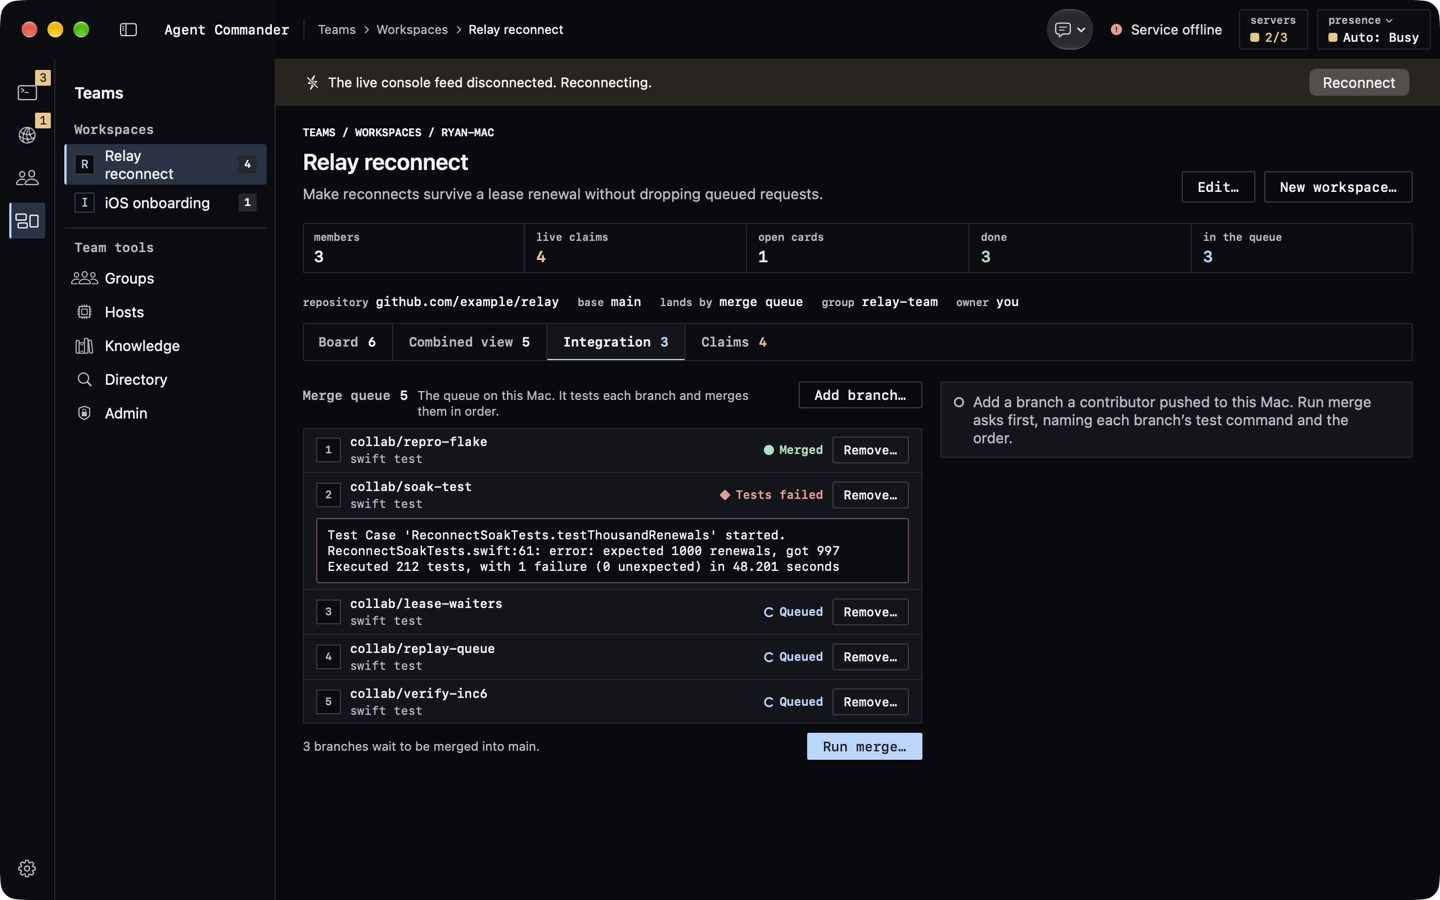 Agent Commander
Teams > Workspaces > Relay reconnect
Service offline
servers
2/3
presence
Auto: Busy
3
1
Teams
Workspaces
R Relay reconnect 4
I iOS onboarding 1
Team tools
Groups
Hosts
Knowledge
Directory
Admin
The live console feed disconnected. Reconnecting.
Reconnect
TEAMS / WORKSPACES / RYAN-MAC
Relay reconnect
Make reconnects survive a lease renewal without dropping queued requests.
Edit…
New workspace…
members
3
live claims
4
open cards
1
done
3
in the queue
3
repository github.com/example/relay base main lands by merge queue group relay-team owner you
Board 6
Combined view 5
Integration 3
Claims 4
Merge queue 5
The queue on this Mac. It tests each branch and merges
them in order.
Add branch…
1 collab/repro-flake
swift test
Merged
Remove…
2 collab/soak-test
swift test
Tests failed
Remove…
Test Case 'ReconnectSoakTests.testThousandRenewals' started.
ReconnectSoakTests.swift:61: error: expected 1000 renewals, got 997
Executed 212 tests, with 1 failure (0 unexpected) in 48.201 seconds
3 collab/lease-waiters
swift test
Queued
Remove…
4 collab/replay-queue
swift test
Queued
Remove…
5 collab/verify-inc6
swift test
Queued
Remove…
3 branches wait to be merged into main.
Run merge…
Add a branch a contributor pushed to this Mac. Run merge
asks first, naming each branch's test command and the
order.